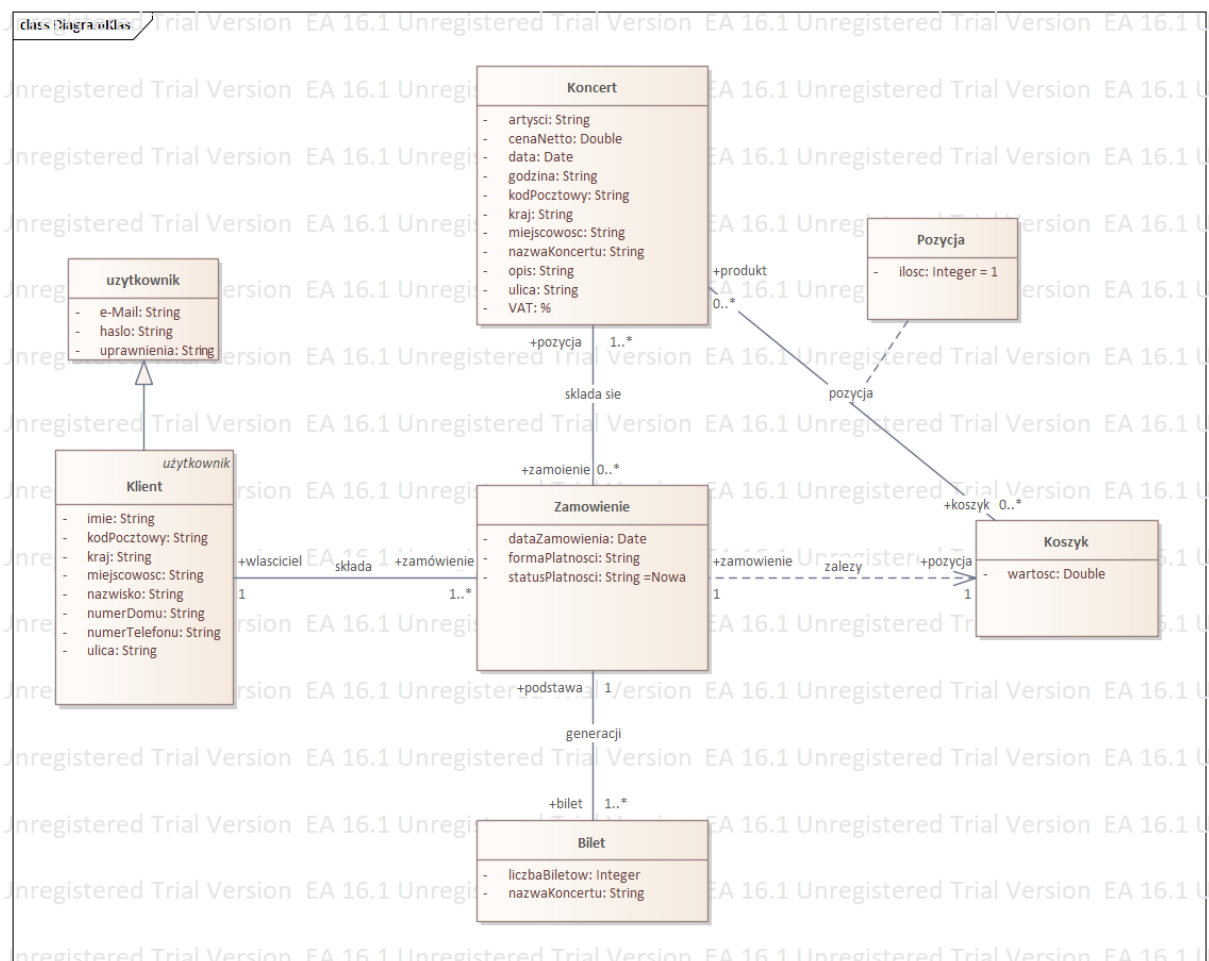 class DiagramKlas
Koncert
- artysci: String
- cenaNetto: Double
- data: Date
- godzina: String
- kodPocztowy: String
- kraj: String
- miejscowosc: String
- nazwaKoncertu: String
- opis: String
- ulica: String
- VAT: %
Pozycja
- ilosc: Integer = 1
uzytkownik
- e-Mail: String
- haslo: String
- uprawnienia: String
+produkt
0..*
+pozycja 1..*
sklada sie
pozycja
+zamoienie 0..*
+koszyk 0..*
użytkownik
Klient
- imie: String
- kodPocztowy: String
- kraj: String
- miejscowosc: String
- nazwisko: String
- numerDomu: String
- numerTelefonu: String
- ulica: String
+wlasciciel składa +zamówienie
1 1..*
Zamowienie
- dataZamowienia: Date
- formaPlatnosci: String
- statusPlatnosci: String =Nowa
+zamowienie zalezy +pozycja
1 1
Koszyk
- wartosc: Double
+podstawa 1
generacji
+bilet 1..*
Bilet
- liczbaBiletow: Integer
- nazwaKoncertu: String
Unregistered Trial Version EA 16.1